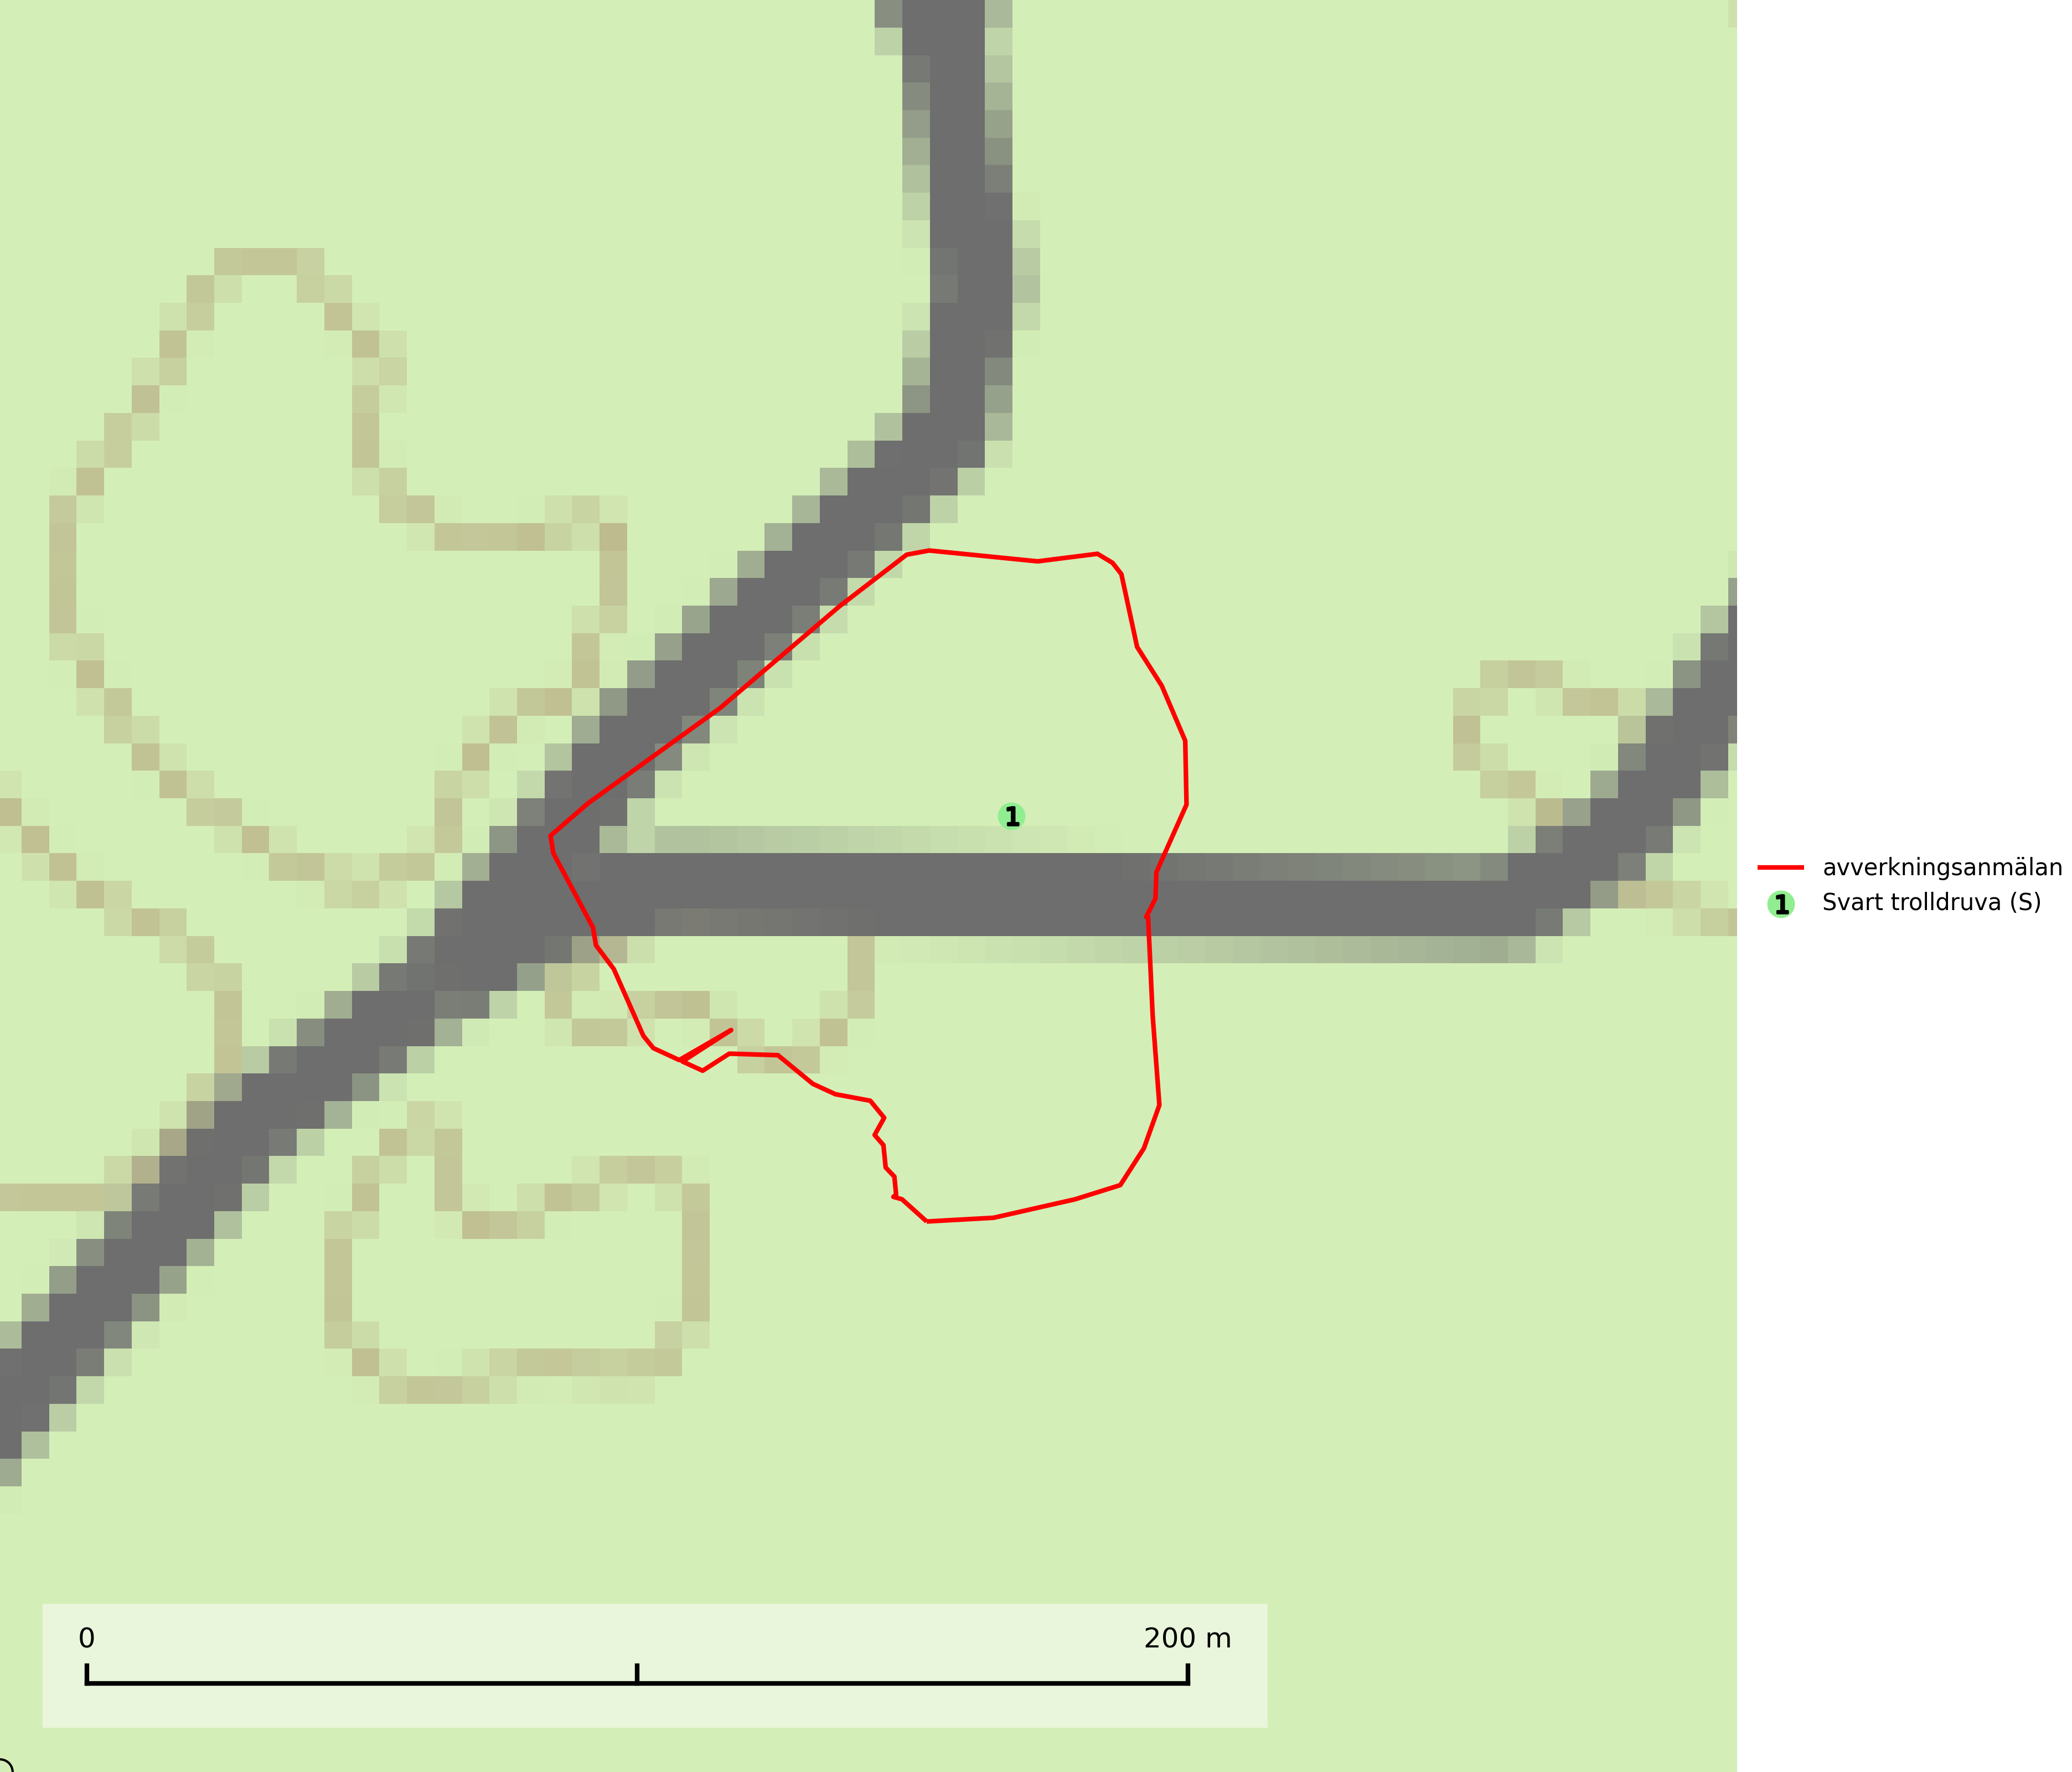 1
avverkningsanmälan
1 Svart trolldruva (S)
0 200 m